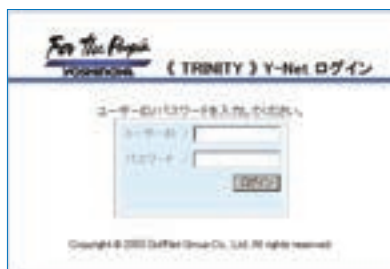 For the People
YOSHINOYA
《 TRINITY 》 Y-Net ログイン
ユーザーID/パスワードを入力してください。
ユーザーID
パスワード
ログイン
Copyright © 2003 Group Co., Ltd. All rights reserved